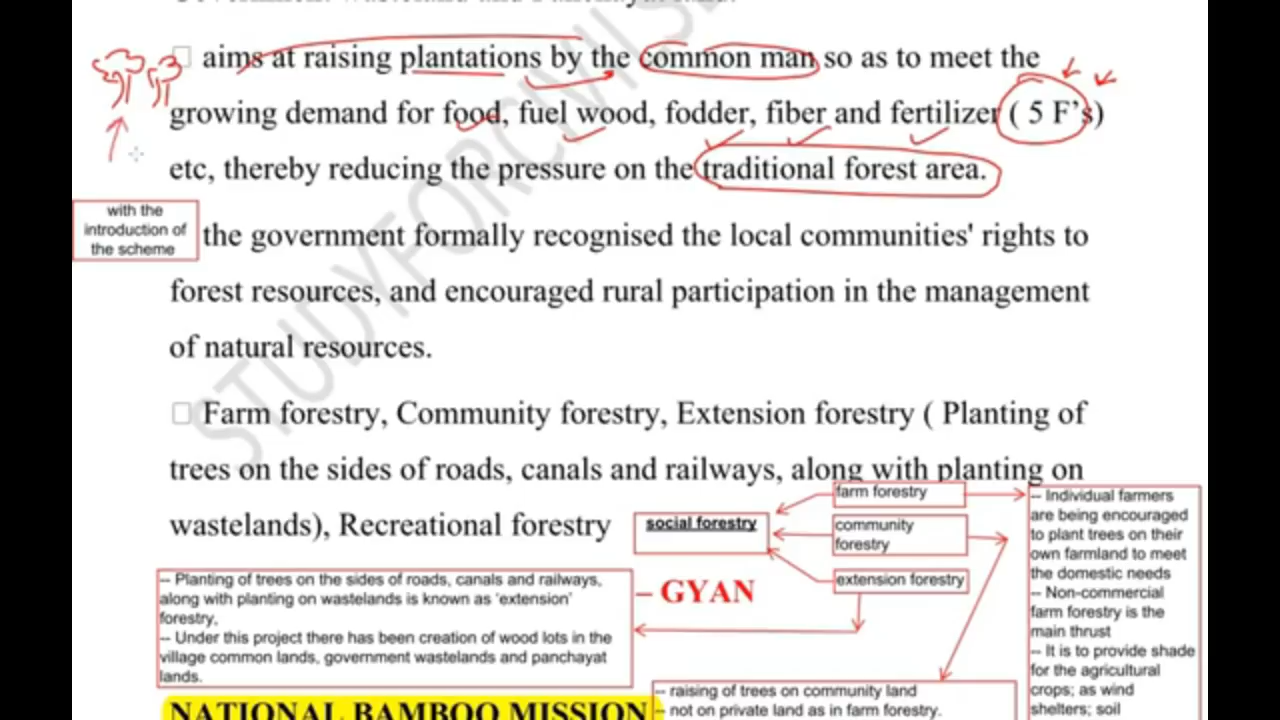 Government wasteland and Panchayat land.
aims at raising plantations by the common man so as to meet the
growing demand for food, fuel wood, fodder, fiber and fertilizer ( 5 F's)
etc, thereby reducing the pressure on the traditional forest area.
with the
introduction of
the scheme
the government formally recognised the local communities' rights to
forest resources, and encouraged rural participation in the management
of natural resources.
Farm forestry, Community forestry, Extension forestry ( Planting of
trees on the sides of roads, canals and railways, along with planting on
wastelands), Recreational forestry
social forestry
farm forestry
community
forestry
extension forestry
-- Individual farmers
are being encouraged
to plant trees on their
own farmland to meet
the domestic needs
-- Non-commercial
farm forestry is the
main thrust
-- It is to provide shade
for the agricultural
crops; as wind
shelters; soil
-- Planting of trees on the sides of roads, canals and railways,
along with planting on wastelands is known as 'extension'
forestry,
-- Under this project there has been creation of wood lots in the
village common lands, government wastelands and panchayat
lands.
– GYAN
NATIONAL BAMBOO MISSION
-- raising of trees on community land
-- not on private land as in farm forestry.